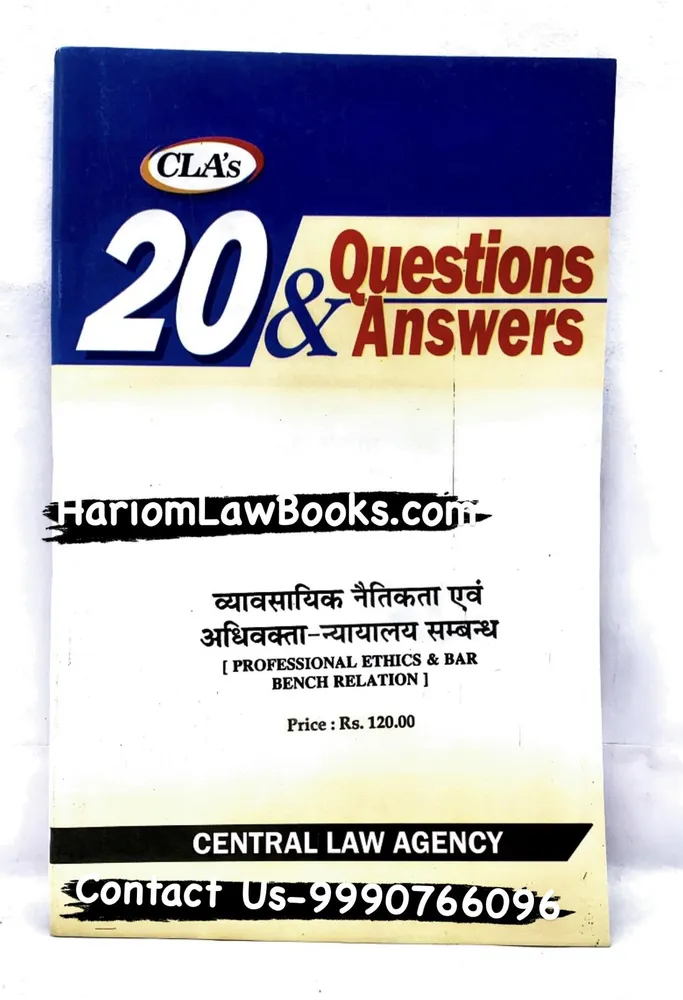 CLA's
20
& Questions
Answers
HariomLawBooks.com
व्यावसायिक नैतिकता एवं
अधिवक्ता-न्यायालय सम्बन्ध
[ PROFESSIONAL ETHICS & BAR
BENCH RELATION ]
Price : Rs. 120.00
CENTRAL LAW AGENCY
Contact Us-9990766096